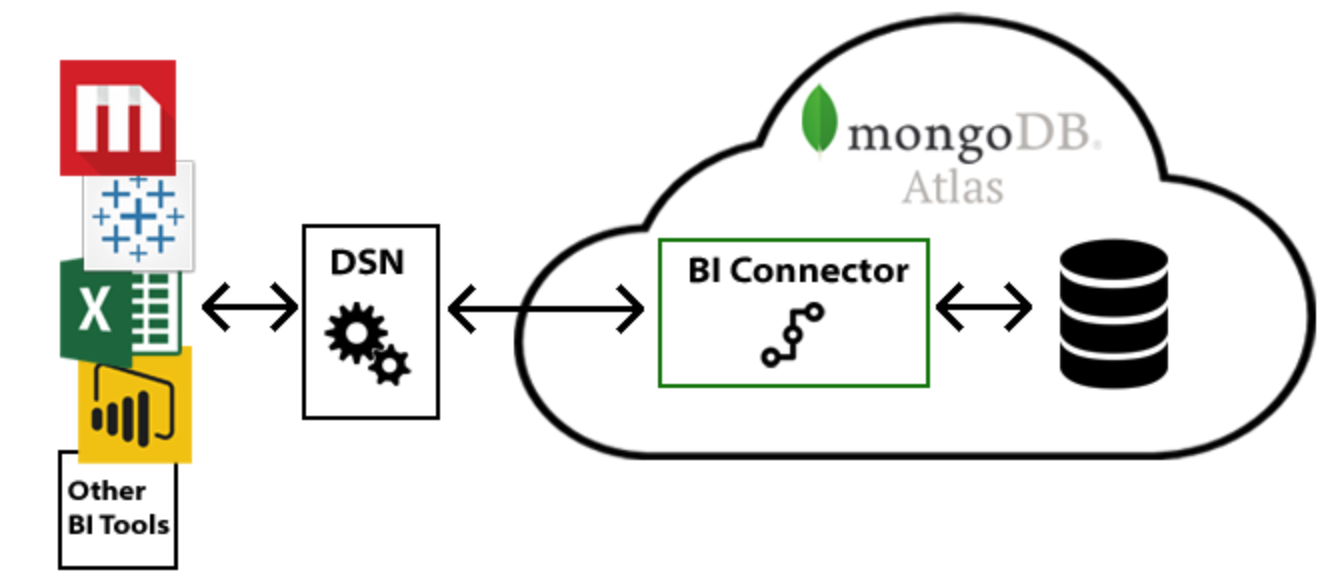 m
mongoDB.
Atlas
DSN
BI Connector
X
Other
BI Tools